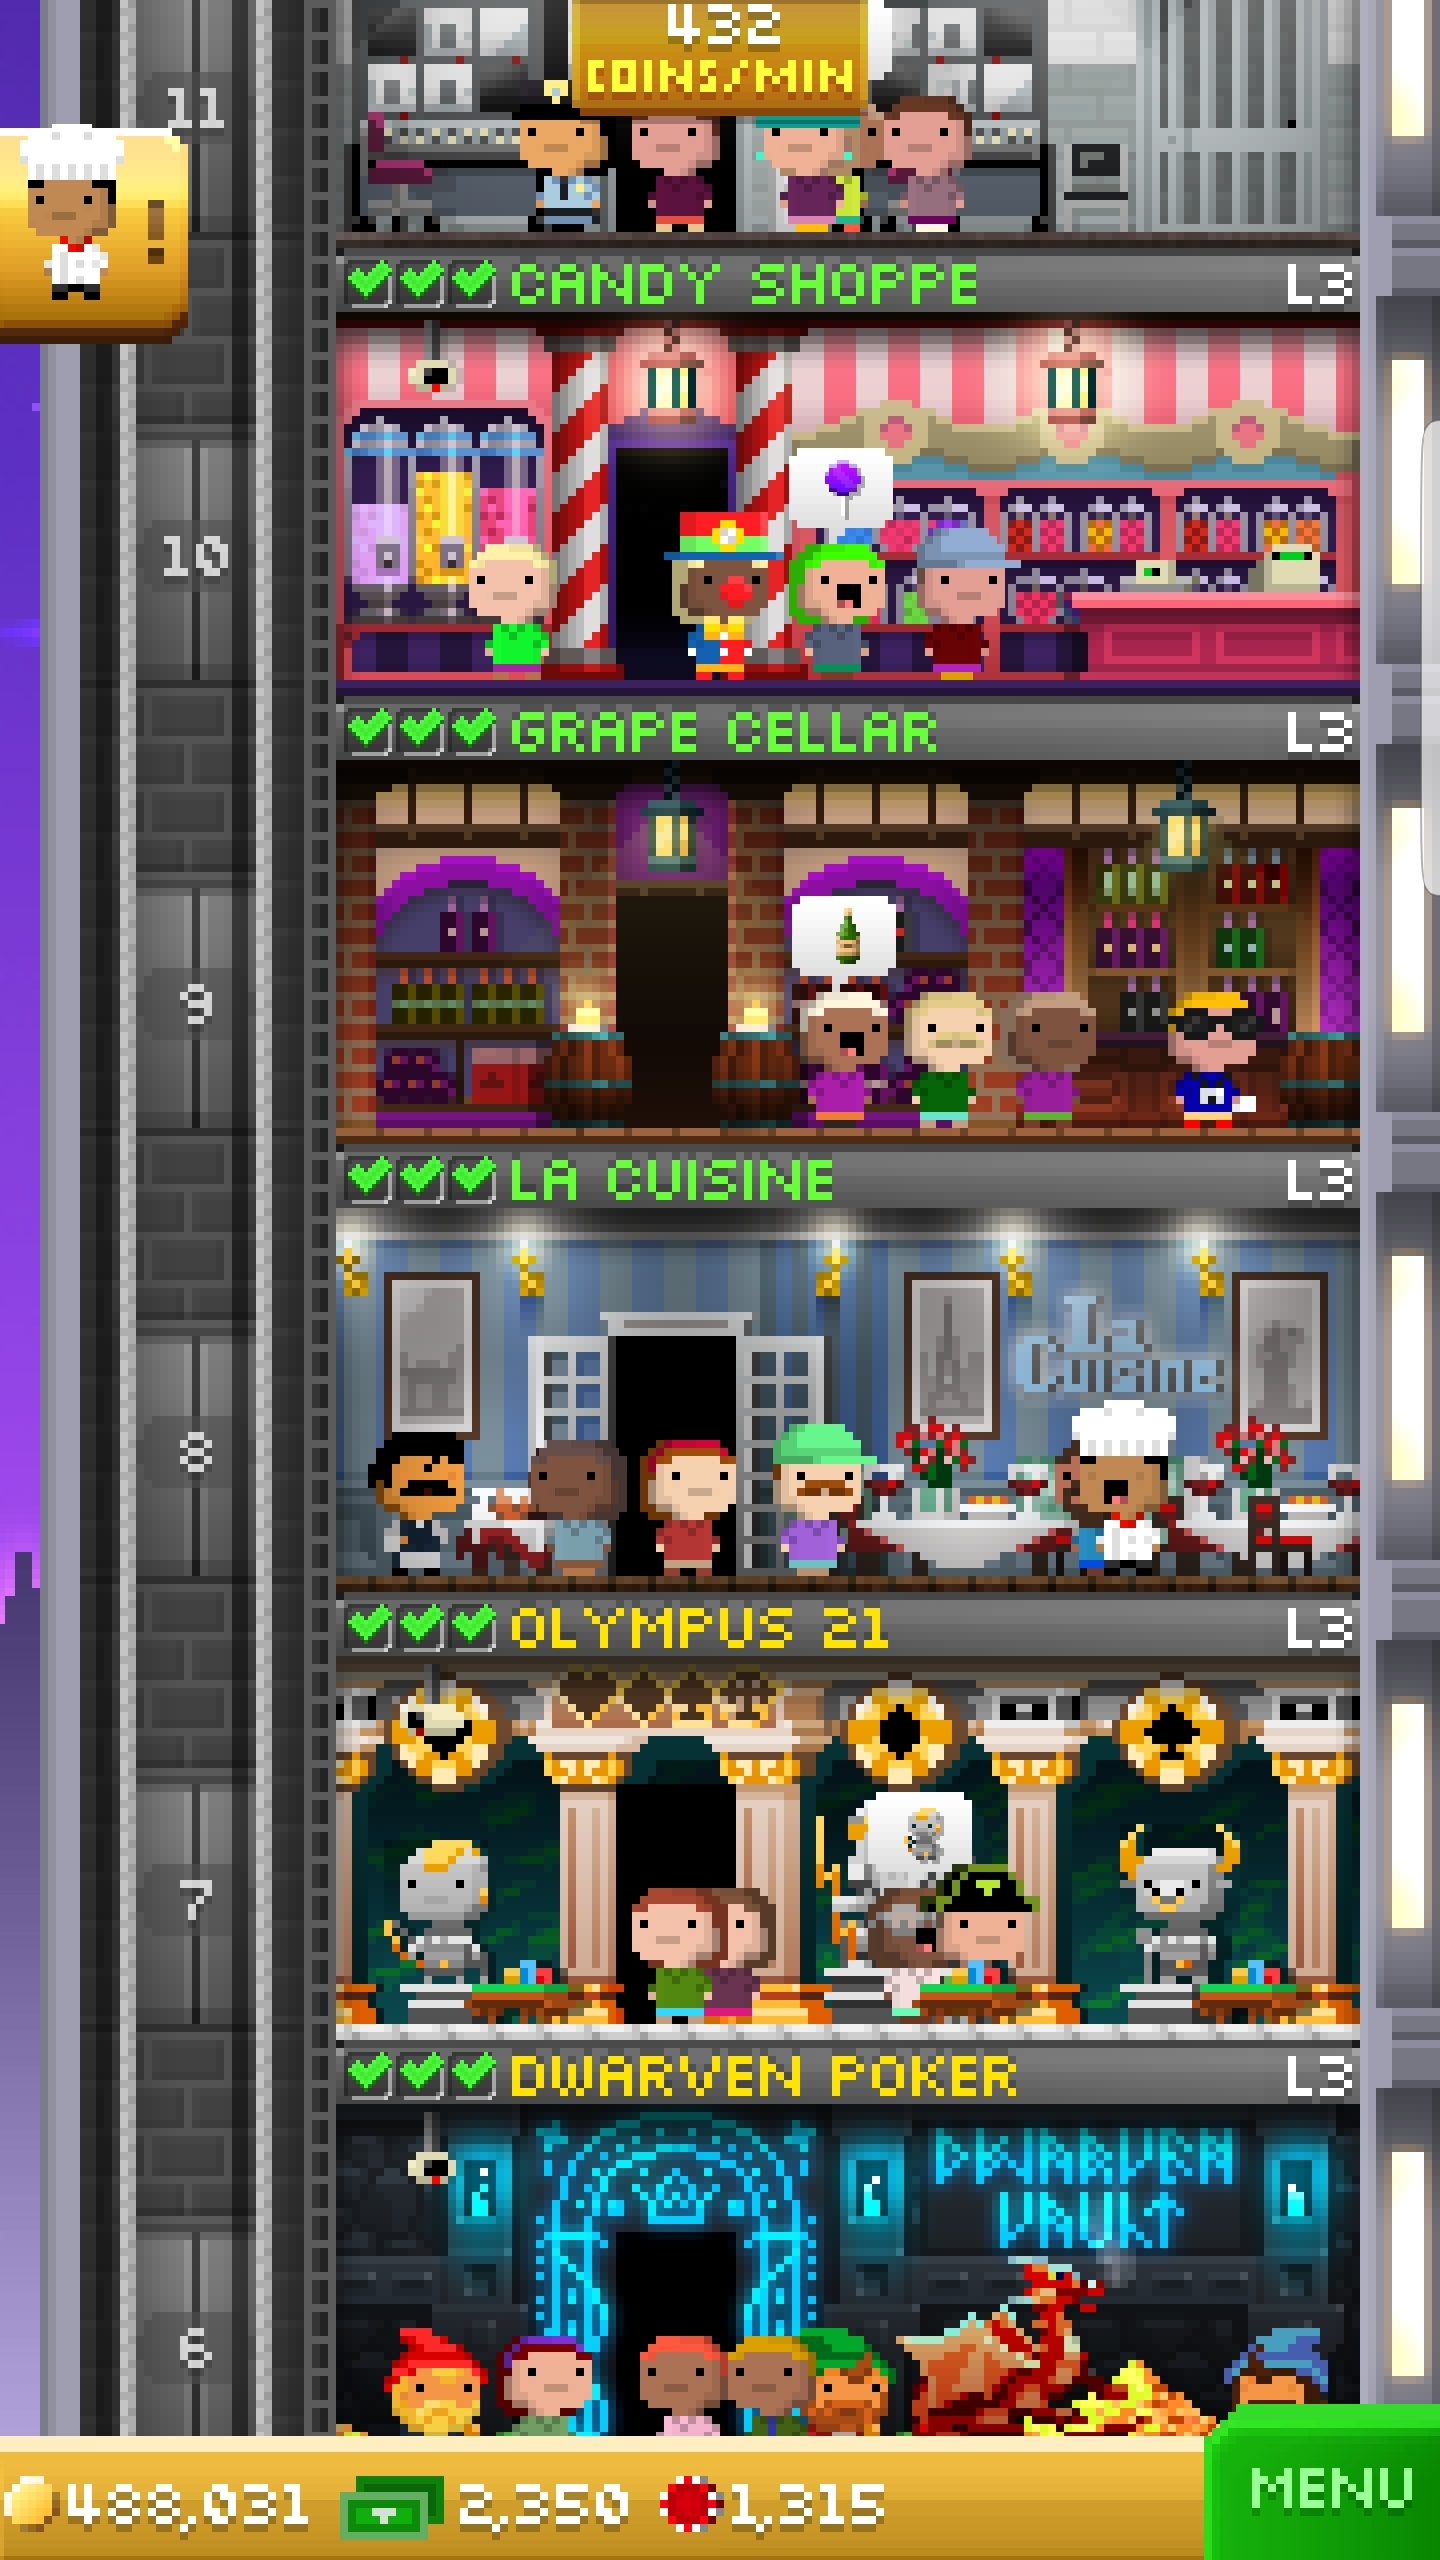 432
COINS/MIN
11
!
CANDY SHOPPE L3
10
GRAPE CELLAR L3
9
LA CUISINE L3
La
Cuisine
8
OLYMPUS 21 L3
7
DWARVEN POKER L3
DWARVEN
VAULT
6
488,031 2,350 1,315 MENU